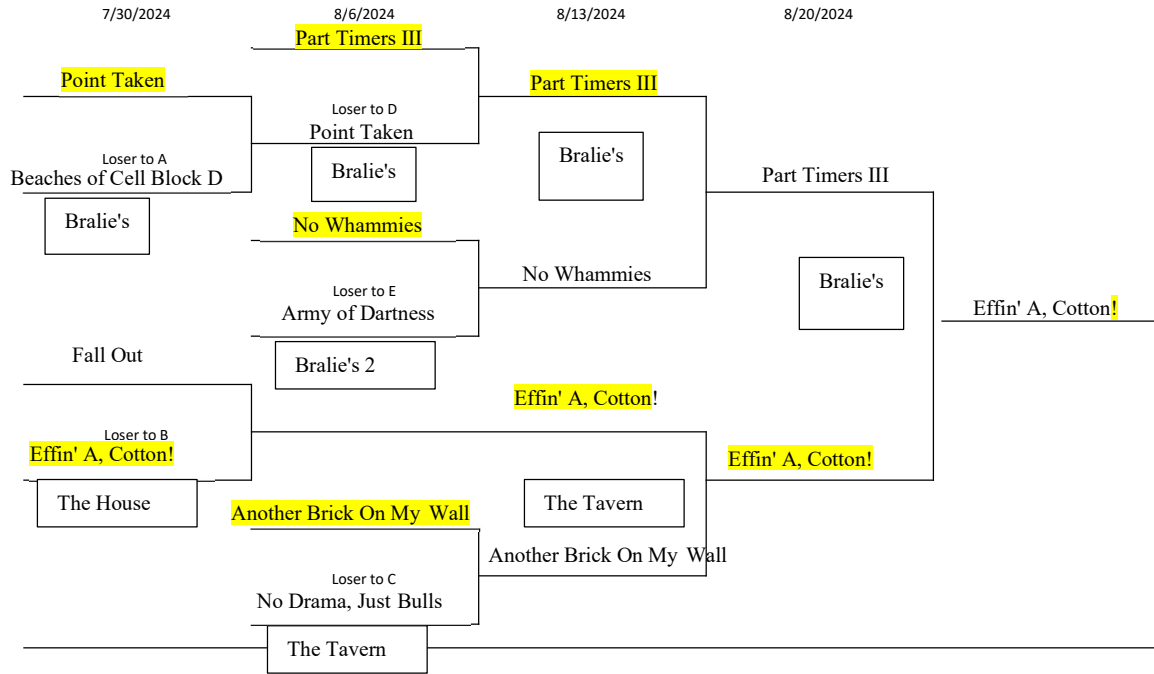 7/30/2024 8/6/2024 8/13/2024 8/20/2024
Part Timers III
Point Taken
Part Timers III
Loser to D
Point Taken
Bralie's
Bralie's
Loser to A
Beaches of Cell Block D
Part Timers III
Bralie's
No Whammies
No Whammies
Bralie's
Loser to E
Army of Dartness
Effin' A, Cotton!
Fall Out
Bralie's 2
Effin' A, Cotton!
Loser to B
Effin' A, Cotton!
Effin' A, Cotton!
The House
The Tavern
Another Brick On My Wall
Another Brick On My Wall
Loser to C
No Drama, Just Bulls
The Tavern